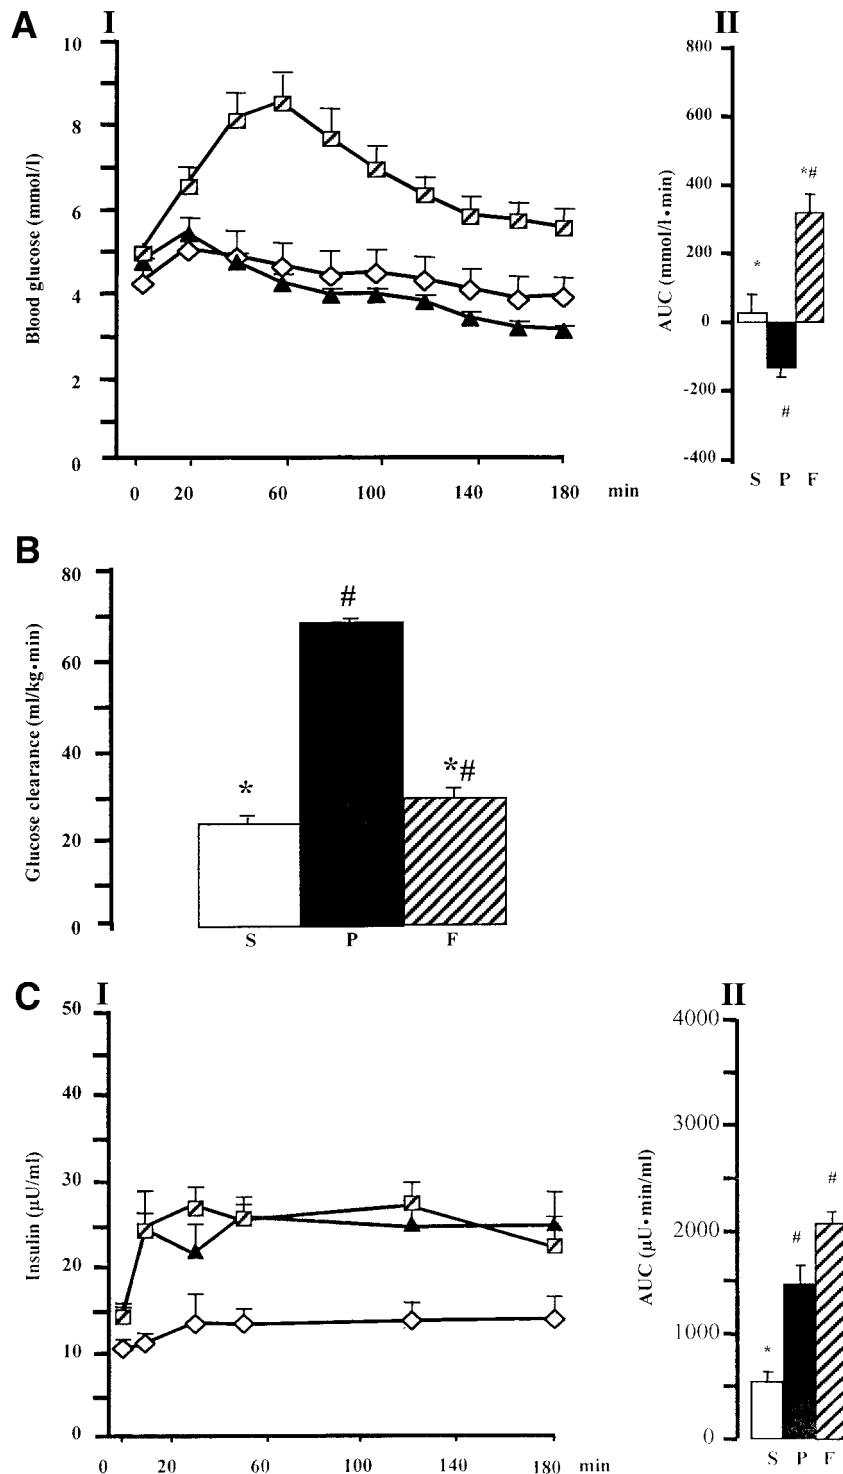 A I II
Blood glucose (mmol/l)
10
8
6
4
2
0
0 20 60 100 140 180 min
AUC (mmol/l•min)
800
600
400
200
0
-200
-400
*
#
*#
S P F
B
Glucose clearance (ml/kg•min)
80
60
40
20
0
*
#
*#
S P F
C I II
Insulin (µU/ml)
50
40
30
20
10
0
0 20 60 100 140 180 min
AUC (µU•min/ml)
4000
3000
2000
1000
0
*
#
#
S P F